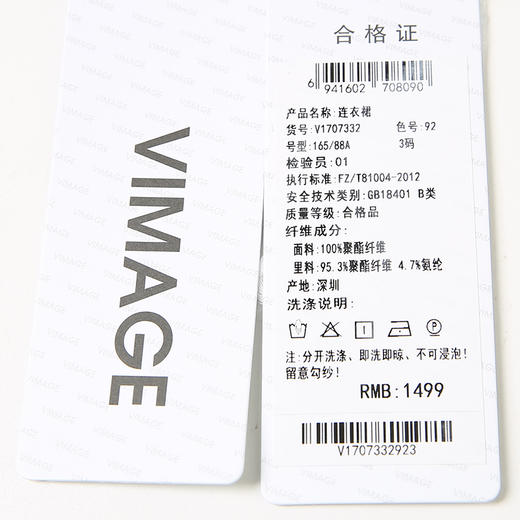 VIMAGE
合格证
6 941602 708090
产品名称:连衣裙
货号:V1707332 色号:92
号型:165/88A 3码
检验员:01
执行标准:FZ/T81004-2012
安全技术类别:GB18401 B类
质量等级:合格品
纤维成分:
面料:100%聚酯纤维
里料:95.3%聚酯纤维 4.7%氨纶
产地:深圳
洗涤说明:
注:分开洗涤、即洗即晾、不可浸泡!
留意勾纱!
RMB:1499
V1707332923